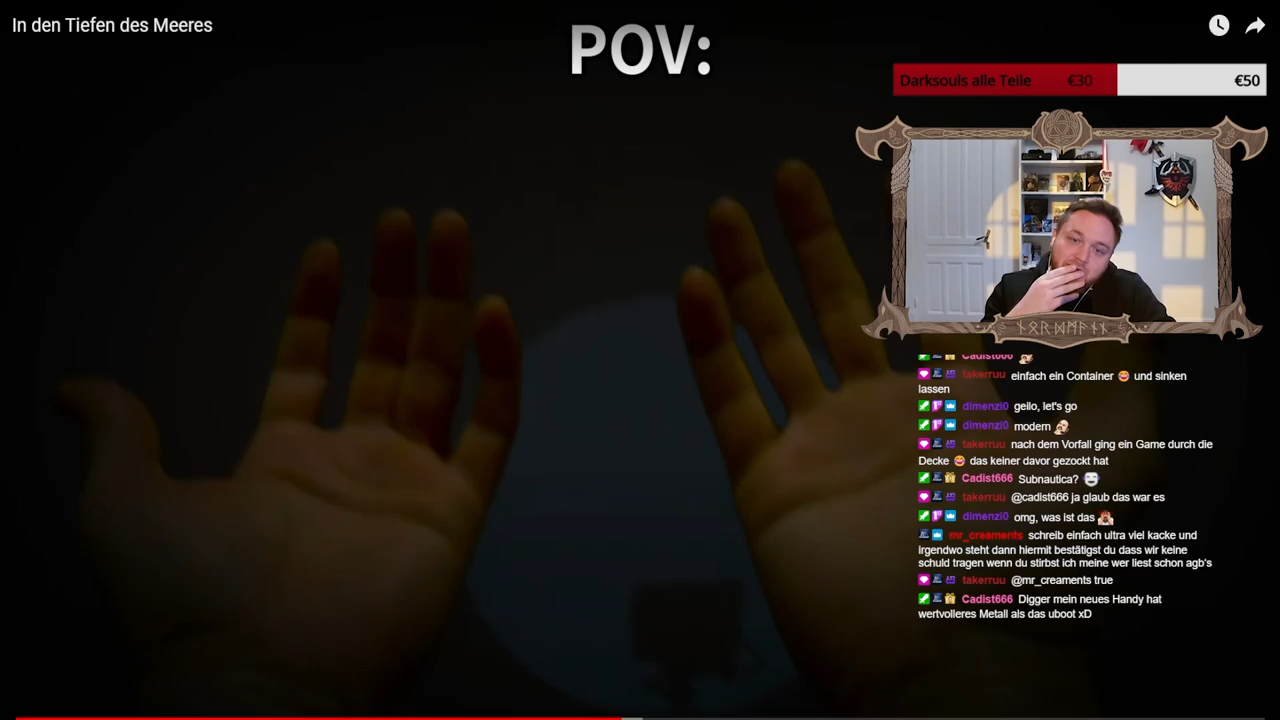 In den Tiefen des Meeres
POV:
Darksouls alle Teile €30 €50
ᚾᛟᚱᛞᛗᚨᚾᚾ
Cadist666
takerruu einfach ein Container 😂 und sinken
lassen
dimenzi0 geilo, let's go
dimenzi0 modern
takerruu nach dem Vorfall ging ein Game durch die
Decke 😂 das keiner davor gezockt hat
Cadist666 Subnautica?
takerruu @cadist666 ja glaub das war es
dimenzi0 omg, was ist das
mr_creaments schreib einfach ultra viel kacke und
irgendwo steht dann hiermit bestätigst du dass wir keine
schuld tragen wenn du stirbst ich meine wer liest schon agb's
takerruu @mr_creaments true
Cadist666 Digger mein neues Handy hat
wertvolleres Metall als das uboot xD